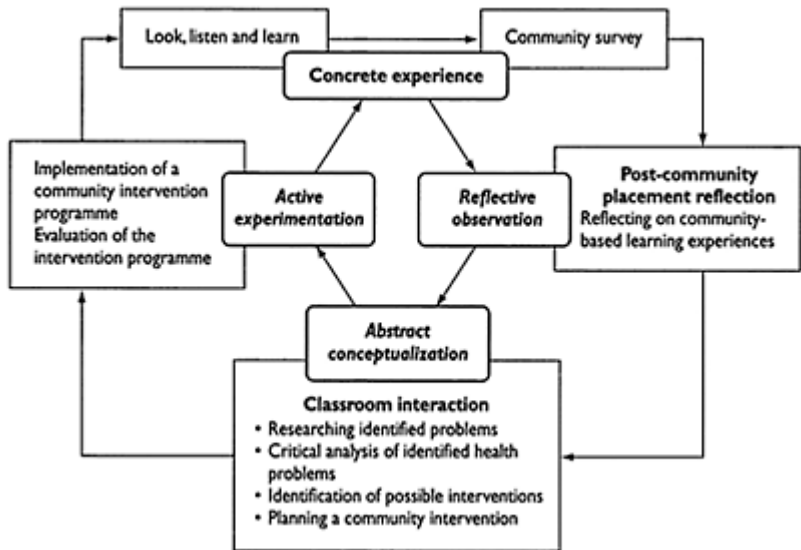 Look, listen and learn
Community survey
Concrete experience
Implementation of a
community intervention
programme
Evaluation of the
intervention programme
Active
experimentation
Reflective
observation
Post-community
placement reflection
Reflecting on community-
based learning experiences
Abstract
conceptualization
Classroom interaction
• Researching identified problems
• Critical analysis of identified health
problems
• Identification of possible interventions
• Planning a community intervention